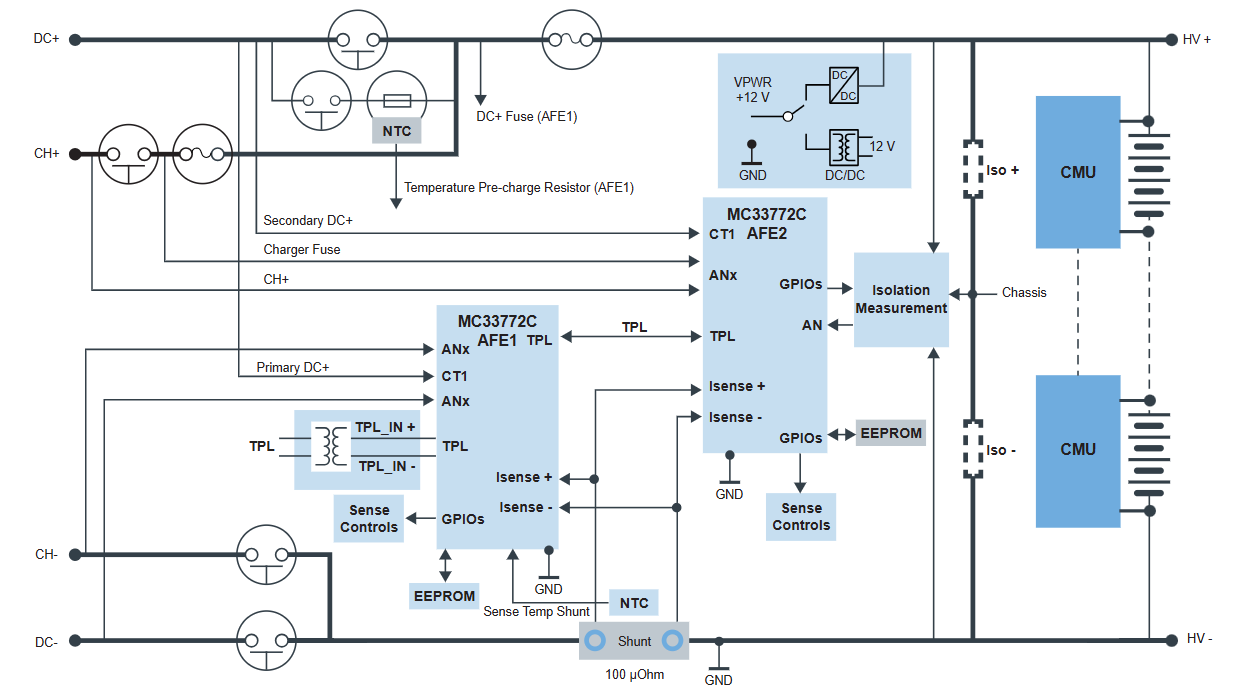 DC+
HV +
VPWR
+12 V
DC
DC
DC+ Fuse (AFE1)
NTC
12 V
CH+
GND
DC/DC
Iso +
CMU
Temperature Pre-charge Resistor (AFE1)
MC33772C
AFE2
Secondary DC+
CT1
Charger Fuse
ANx
CH+
GPIOs
Isolation
Measurement
Chassis
MC33772C
AFE1
TPL
TPL
TPL
AN
ANx
Primary DC+
CT1
ANx
Isense +
Isense -
GPIOs
EEPROM
Iso -
CMU
TPL
TPL_IN +
TPL_IN -
TPL
Isense +
Isense -
GND
Sense
Controls
GPIOs
Sense
Controls
CH-
EEPROM
GND
Sense Temp Shunt
NTC
DC-
Shunt
HV -
100 µOhm
GND